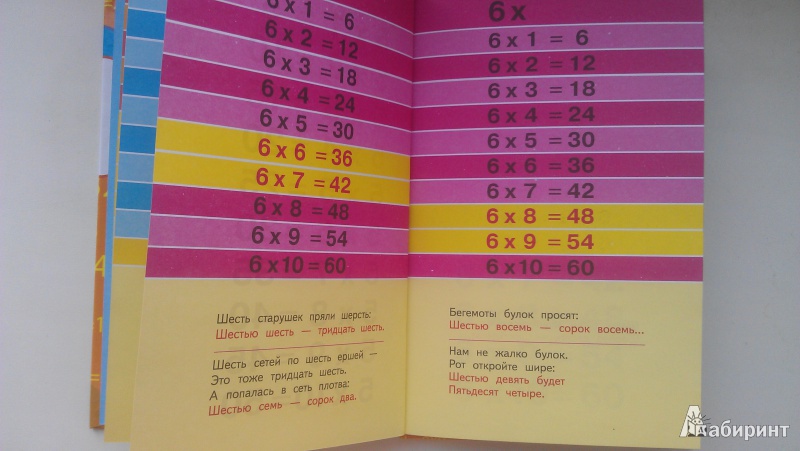 6 x 1 = 6
6 x 2 = 12
6 x 3 = 18
6 x 4 = 24
6 x 5 = 30
6 x 6 = 36
6 x 7 = 42
6 x 8 = 48
6 x 9 = 54
6 x 10 = 60
Шесть старушек пряли шерсть:
Шестью шесть — тридцать шесть.
Шесть сетей по шесть ершей —
Это тоже тридцать шесть.
А попалась в сеть плотва:
Шестью семь — сорок два.
6 x
6 x 1 = 6
6 x 2 = 12
6 x 3 = 18
6 x 4 = 24
6 x 5 = 30
6 x 6 = 36
6 x 7 = 42
6 x 8 = 48
6 x 9 = 54
6 x 10 = 60
Бегемоты булок просят:
Шестью восемь — сорок восемь...
Нам не жалко булок.
Рот откройте шире:
Шестью девять будет
Пятьдесят четыре.
Лабиринт